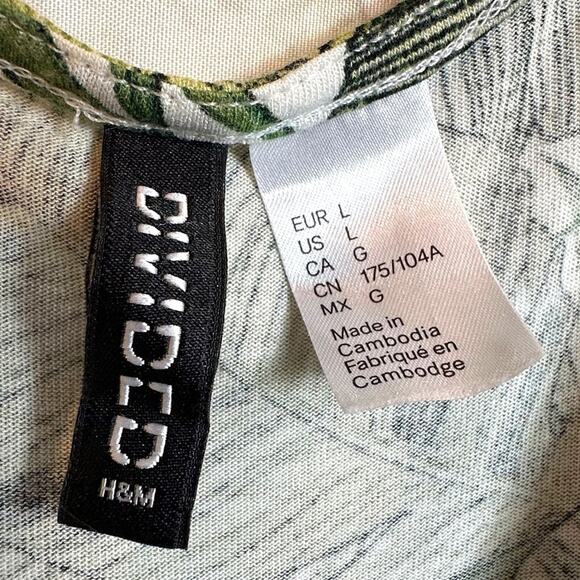 DIVIDED
H&M
EUR L
US L
CA G
CN 175/104A
MX G
Made in
Cambodia
Fabriqué en
Cambodge